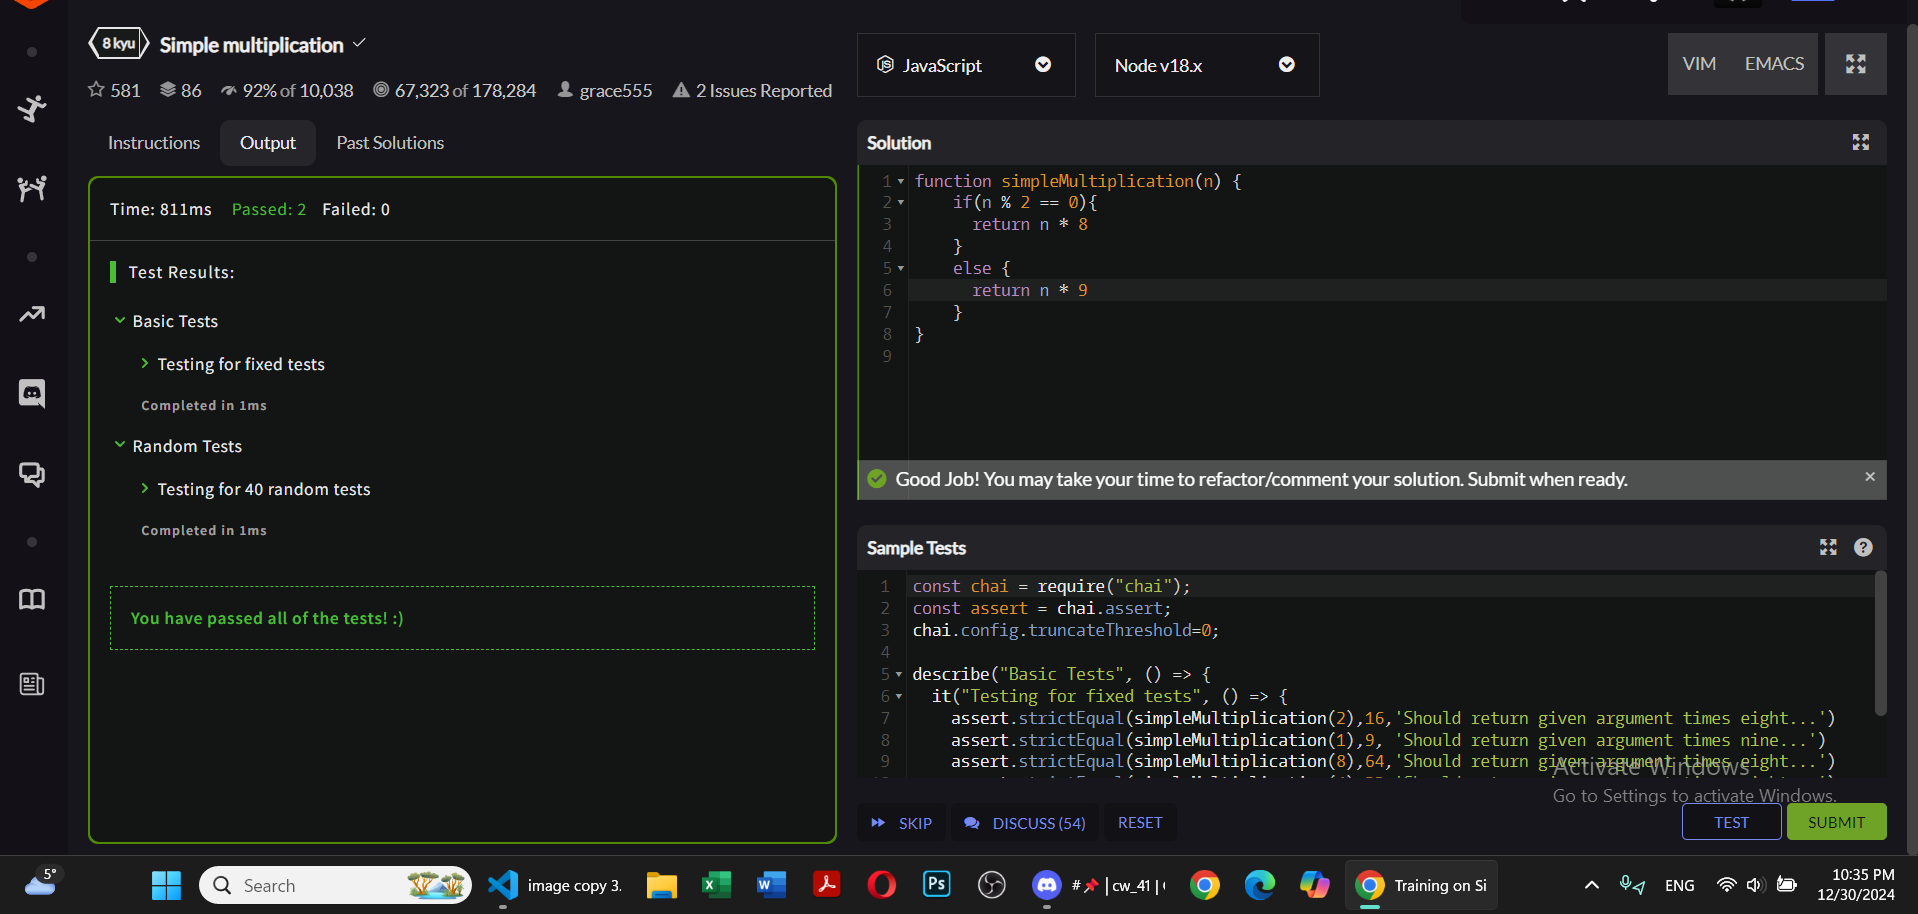 8 kyu
Simple multiplication
581 86 92% of 10,038 67,323 of 178,284 grace555 2 Issues Reported
Instructions Output Past Solutions
Time: 811ms Passed: 2 Failed: 0
Test Results:
Basic Tests
Testing for fixed tests
Completed in 1ms
Random Tests
Testing for 40 random tests
Completed in 1ms
You have passed all of the tests! :)
JavaScript
Node v18.x
VIM EMACS
Solution
1 function simpleMultiplication(n) {
2 if(n % 2 == 0){
3 return n * 8
4 }
5 else {
6 return n * 9
7 }
8 }
9
Good Job! You may take your time to refactor/comment your solution. Submit when ready.
Sample Tests
1 const chai = require("chai");
2 const assert = chai.assert;
3 chai.config.truncateThreshold=0;
4
5 describe("Basic Tests", () => {
6 it("Testing for fixed tests", () => {
7 assert.strictEqual(simpleMultiplication(2),16,'Should return given argument times eight...')
8 assert.strictEqual(simpleMultiplication(1),9, 'Should return given argument times nine...')
9 assert.strictEqual(simpleMultiplication(8),64,'Should return given argument times eight...')
Activate Windows
Go to Settings to activate Windows.
SKIP DISCUSS (54) RESET
TEST SUBMIT
5°
Search
image copy 3.
Ps
# | cw_41 |
Training on Si
ENG
10:35 PM
12/30/2024